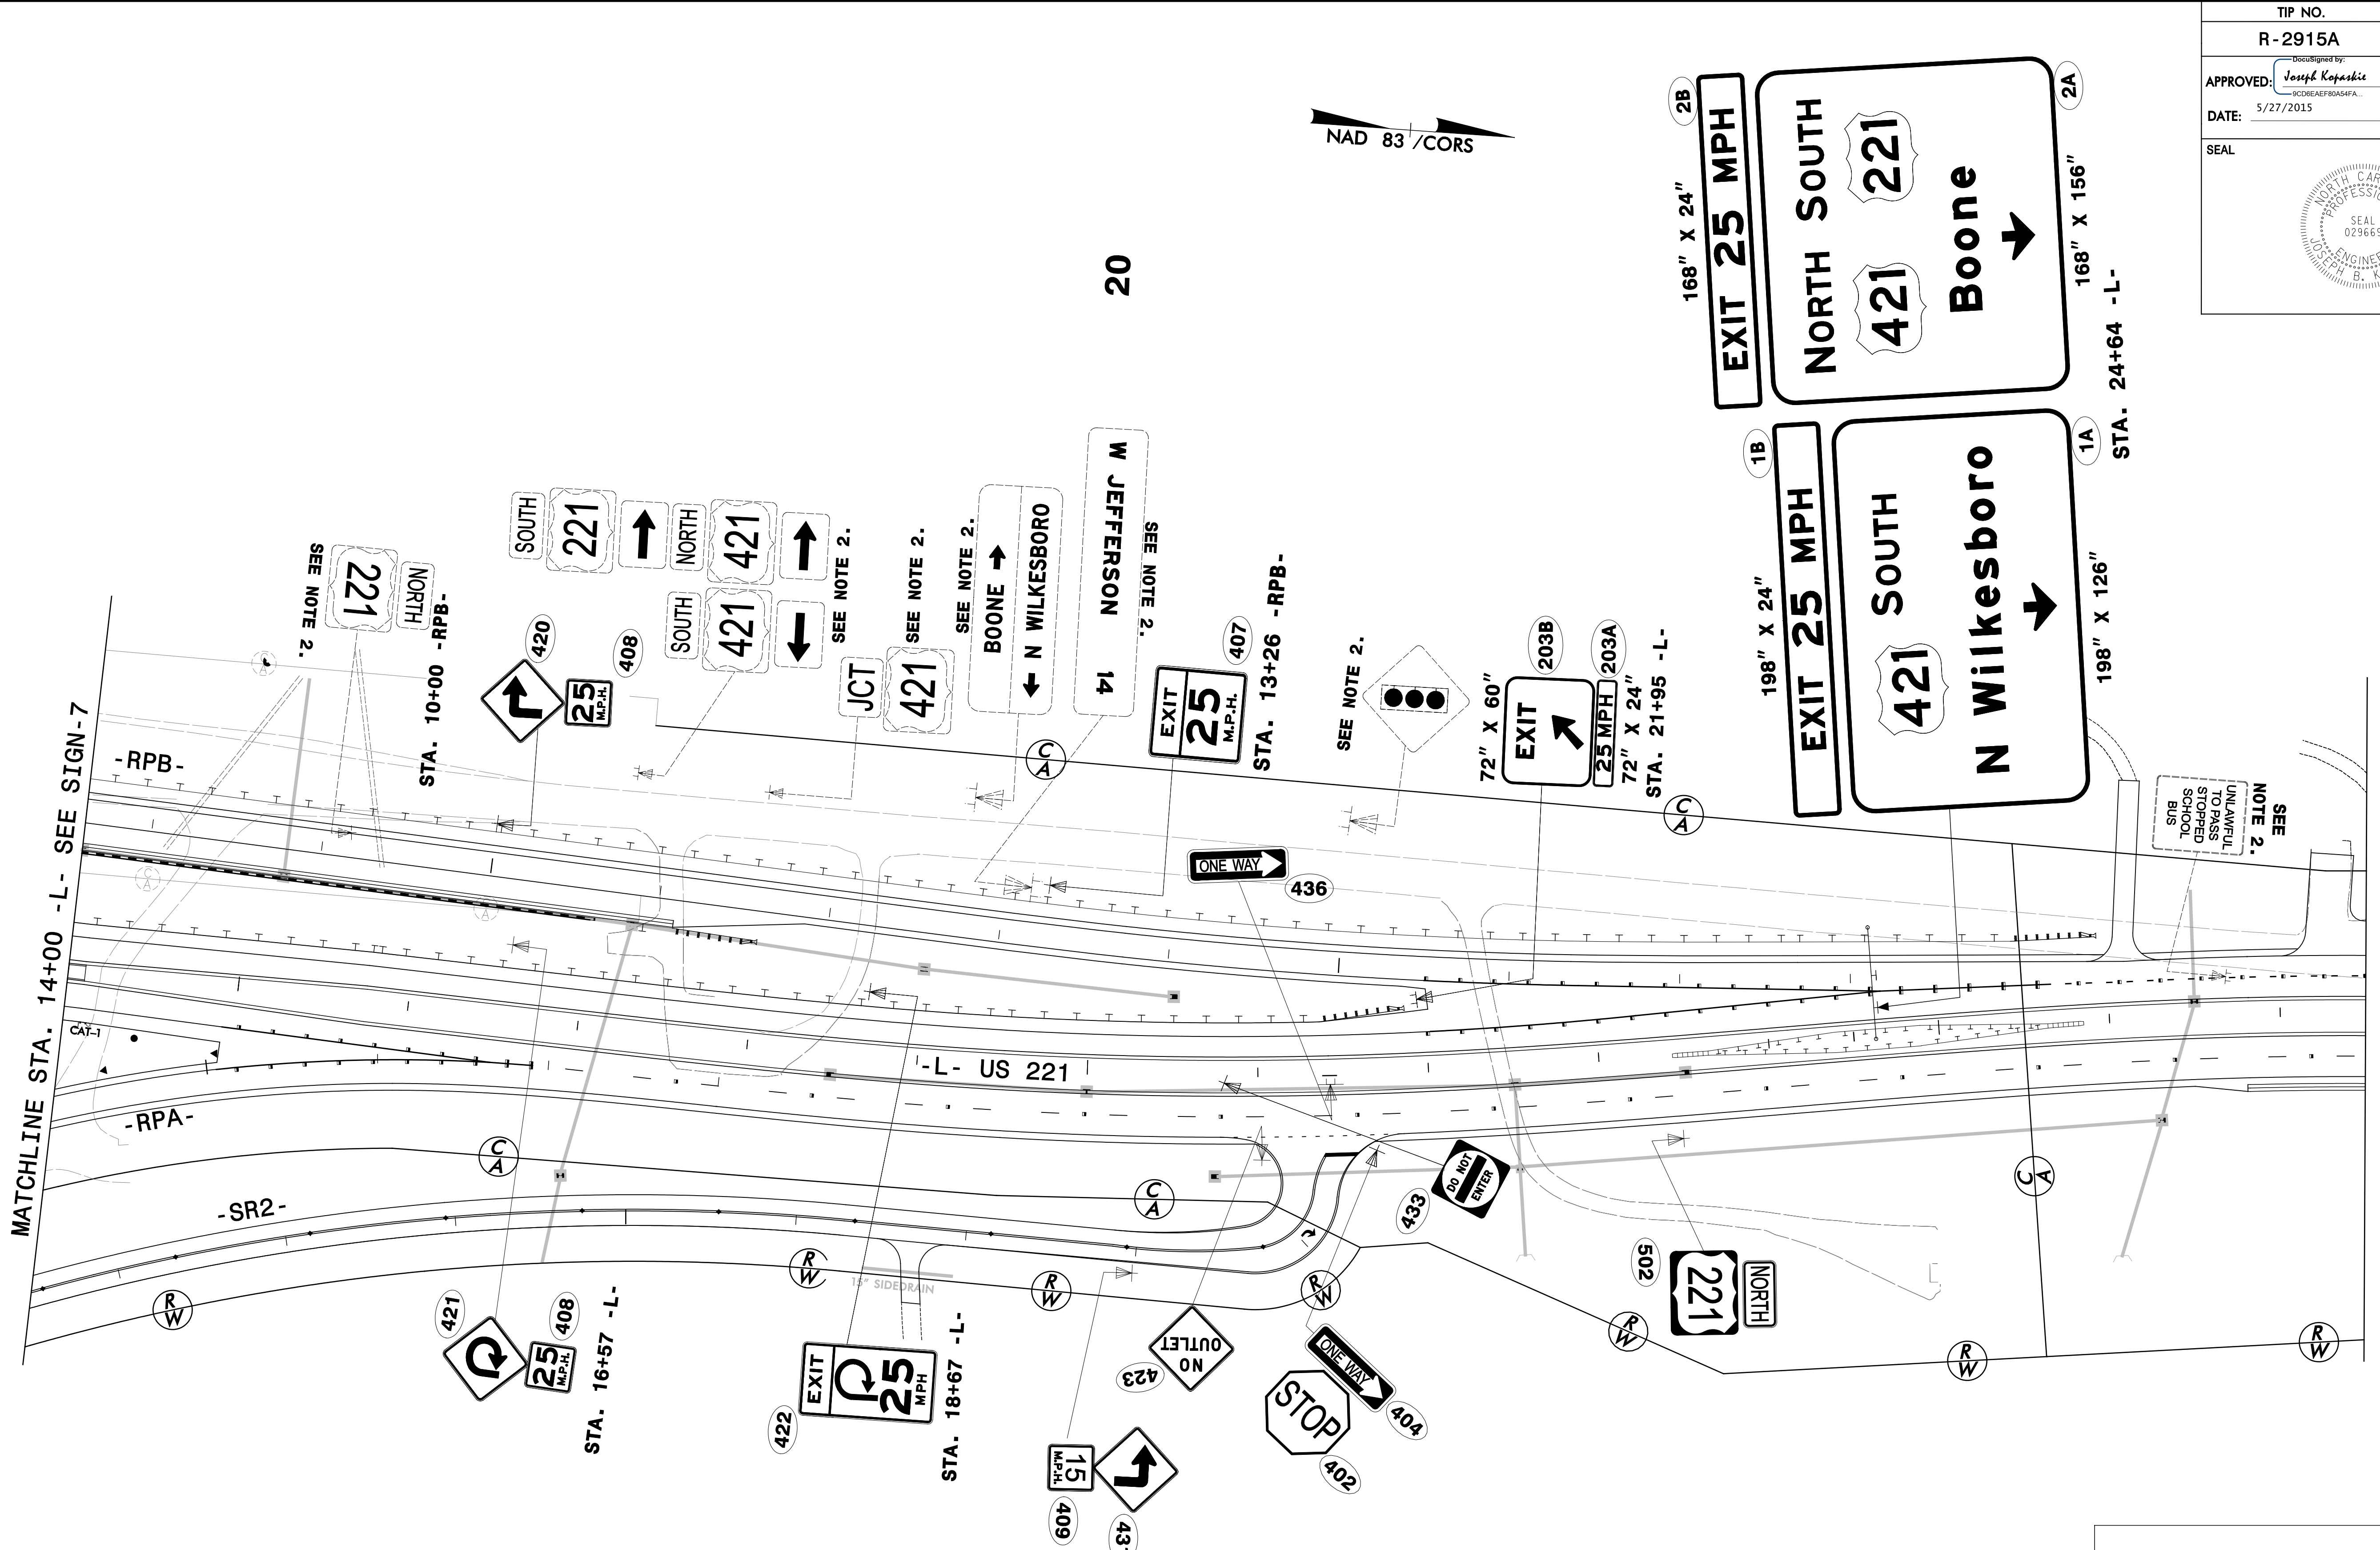 TIP NO.
R-2915A
DocuSigned by:
APPROVED: Joseph Kopaskie
9CD6EAEF80A54FA...
DATE: 5/27/2015
SEAL
SEAL
NAD 83 /CORS
20
2B
EXIT 25 MPH
168" X 24"
2A
NORTH SOUTH
421 221
Boone
168" X 156"
STA. 24+64 -L-
1B
EXIT 25 MPH
198" X 24"
1A
421 SOUTH
N Wilkesboro
198" X 126"
SEE NOTE 2.
221
NORTH
STA. 10+00 -RPB-
420
408
25
M.P.H.
SOUTH
221
NORTH
421
SOUTH
421
SEE NOTE 2.
JCT
421
SEE NOTE 2.
SEE NOTE 2.
BOONE
N WILKESBORO
W JEFFERSON 14
SEE NOTE 2.
407
EXIT
25
M.P.H.
STA. 13+26 -RPB-
SEE NOTE 2.
203B
203A
72" X 60"
EXIT
25 MPH
72" X 24"
STA. 21+95 -L-
UNLAWFUL
TO PASS
STOPPED
SCHOOL
BUS
SEE
NOTE 2.
MATCHLINE STA. 14+00 -L- SEE SIGN-7
-RPB-
C
A
C
A
C
A
C
A
ONE WAY
436
CAT-1
-L- US 221
-RPA-
C
A
C
A
C
A
-SR2-
R
W
R
W
15" SIDEDRAIN
R
W
R
W
R
W
R
W
R
W
DO NOT
ENTER
433
502
221
NORTH
421
408
25
M.P.H.
STA. 16+57 -L-
422
EXIT
25
MPH
STA. 18+67 -L-
423
NO
OUTLET
15
M.P.H.
409
STOP
402
ONE WAY
404